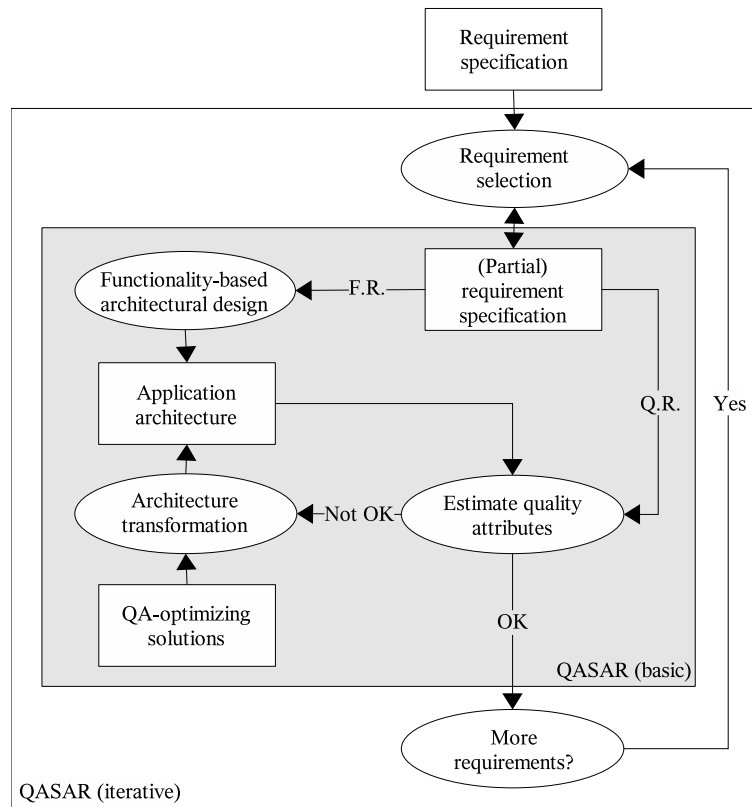 Requirement
specification
Requirement
selection
(Partial)
requirement
specification
Functionality-based
architectural design
F.R.
Application
architecture
Q.R.
Yes
Architecture
transformation
Not OK
Estimate quality
attributes
QA-optimizing
solutions
OK
QASAR (basic)
More
requirements?
QASAR (iterative)